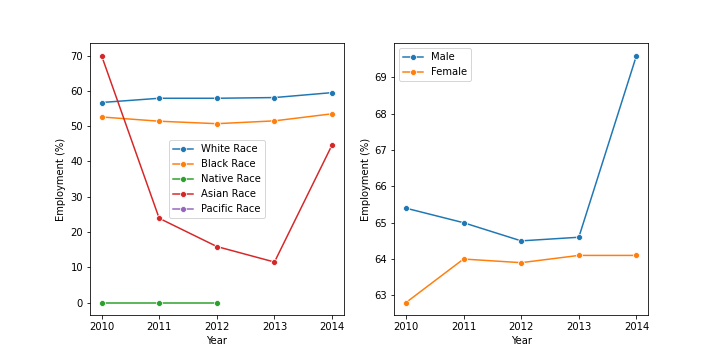 70
60
50
40
30
20
10
0
Employment (%)
White Race
Black Race
Native Race
Asian Race
Pacific Race
2010 2011 2012 2013 2014
Year
69
68
67
66
65
64
63
Employment (%)
Male
Female
2010 2011 2012 2013 2014
Year